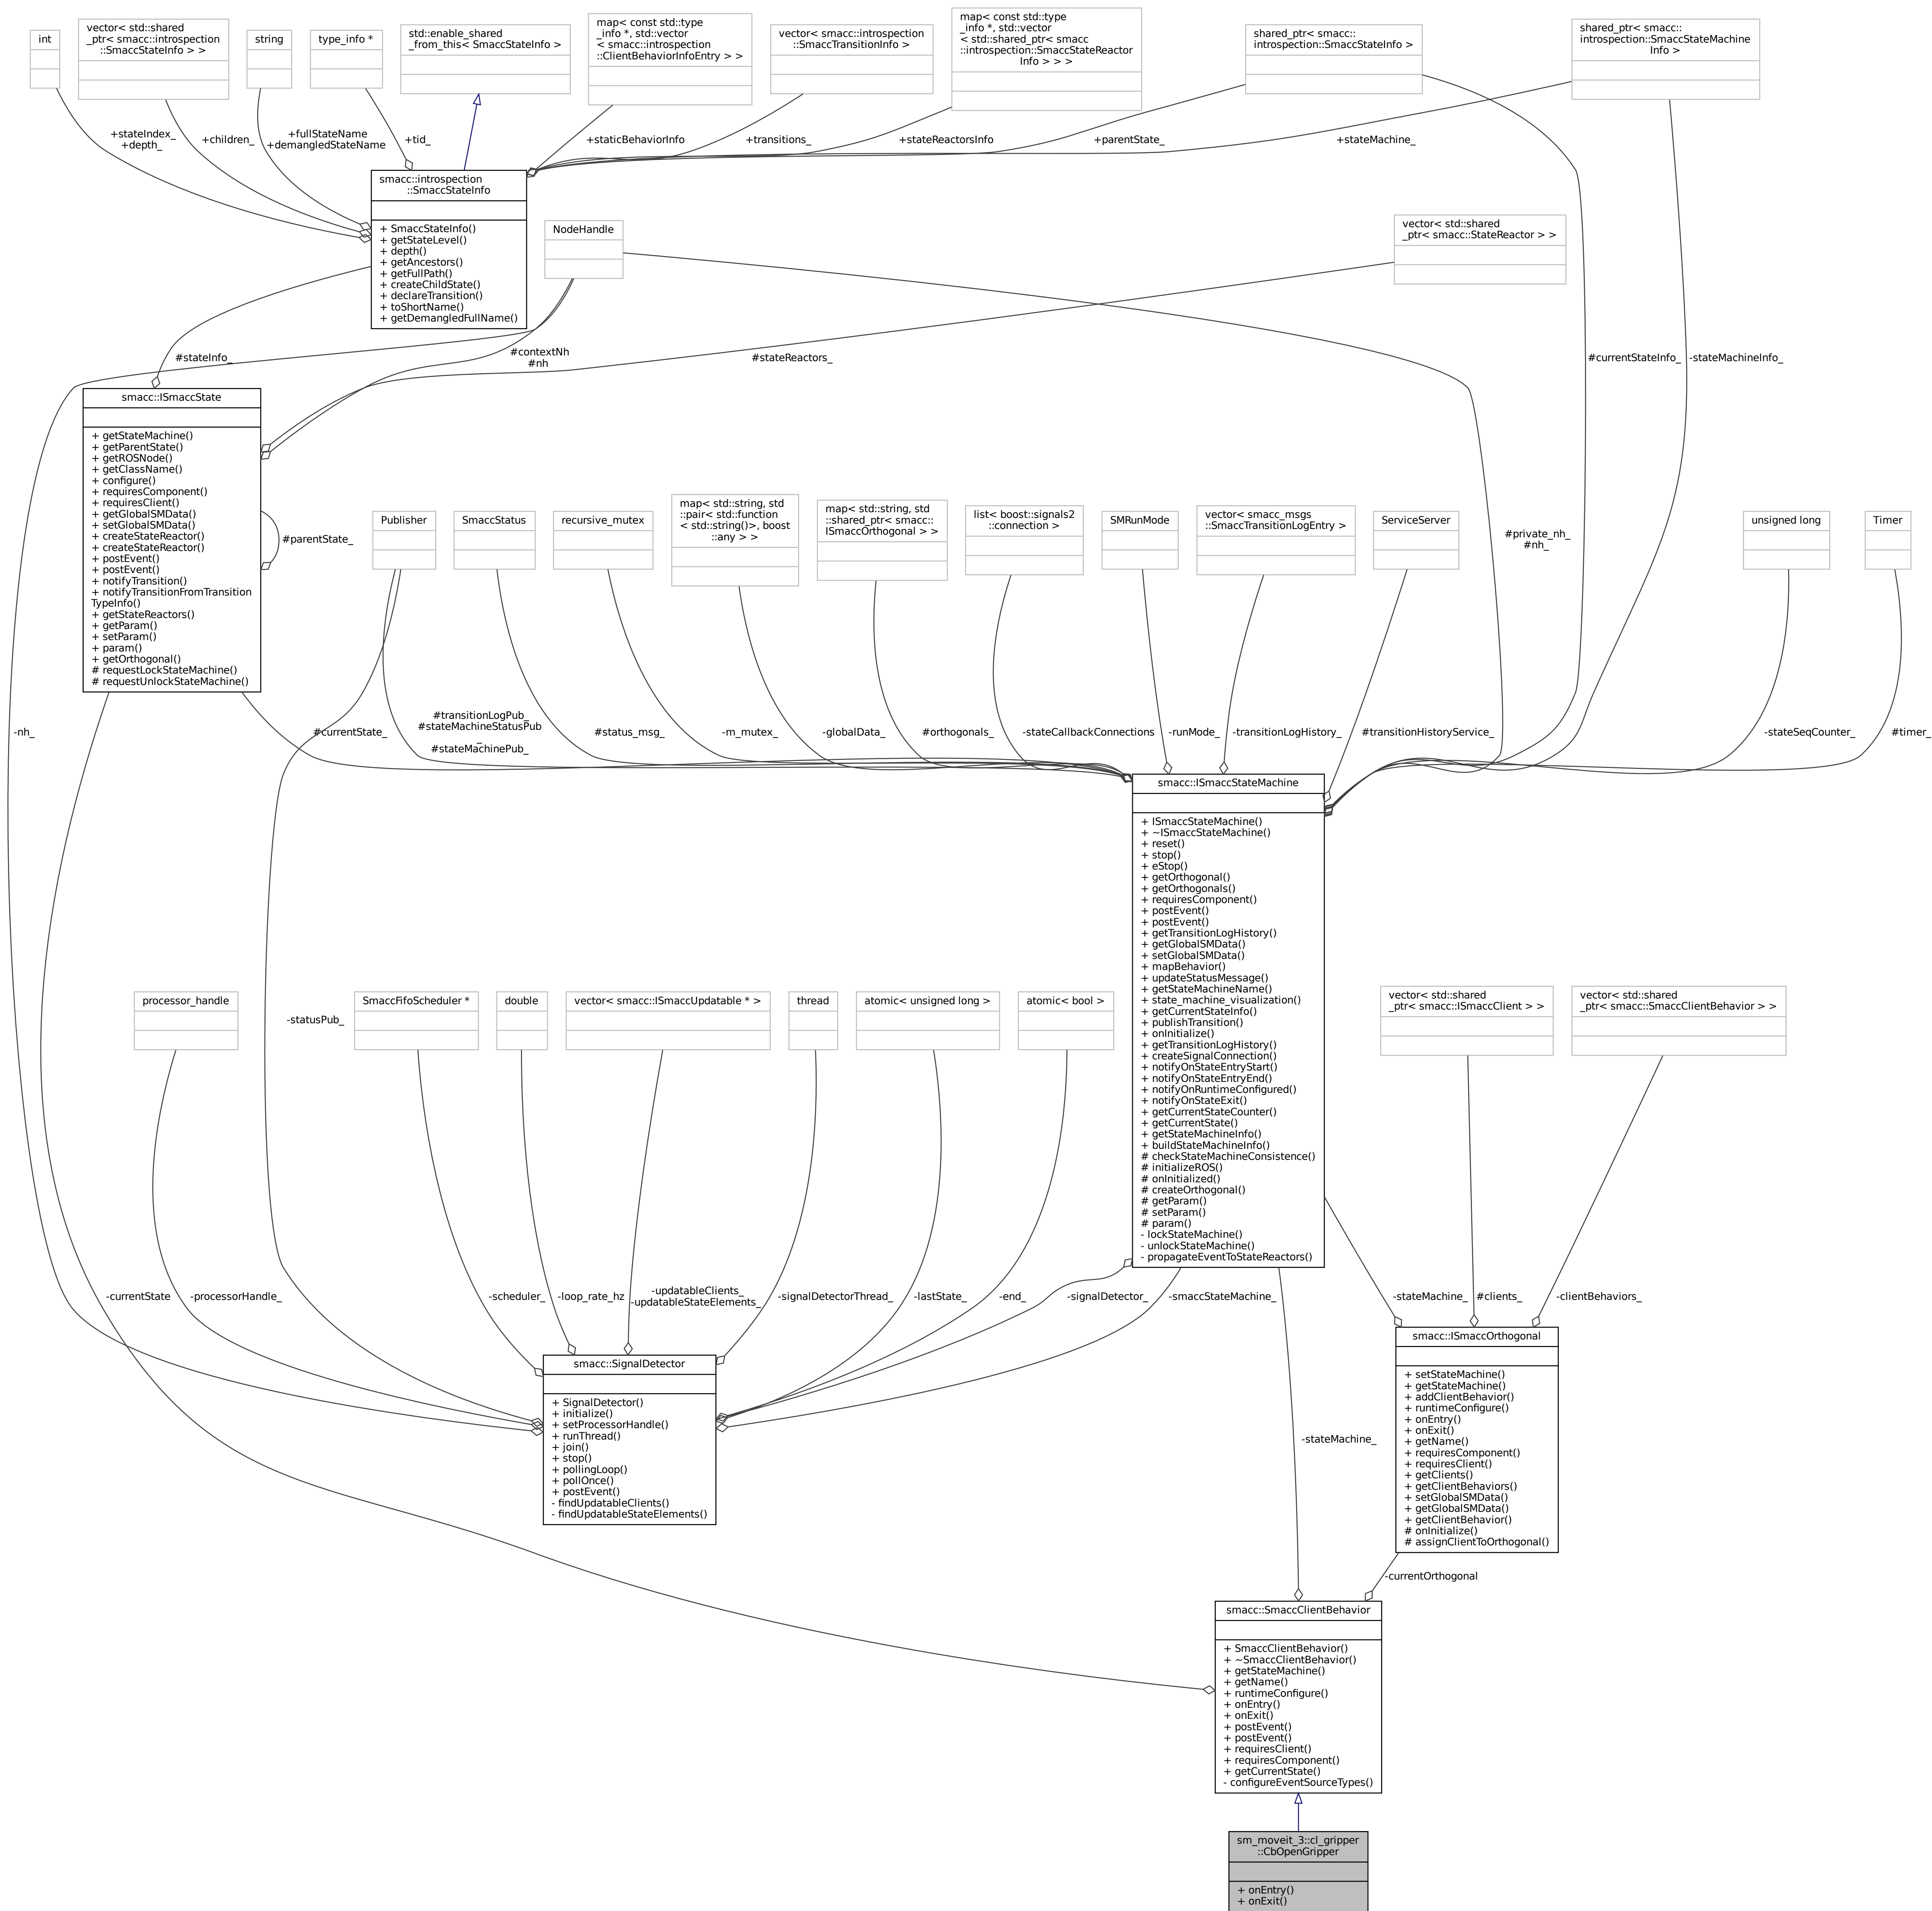 int
vector< std::shared
_ptr< smacc::introspection
::SmaccStateInfo > >
string
type_info *
std::enable_shared
_from_this< SmaccStateInfo >
map< const std::type
_info *, std::vector
< smacc::introspection
::ClientBehaviorInfoEntry > >
vector< smacc::introspection
::SmaccTransitionInfo >
map< const std::type
_info *, std::vector
< std::shared_ptr< smacc
::introspection::SmaccStateReactor
Info > > >
shared_ptr< smacc::
introspection::SmaccStateInfo >
shared_ptr< smacc::
introspection::SmaccStateMachine
Info >
+stateIndex_
+depth_
+children_
+fullStateName
+demangledStateName
+tid_
+staticBehaviorInfo
+transitions_
+stateReactorsInfo
+parentState_
+stateMachine_
smacc::introspection
::SmaccStateInfo
+ SmaccStateInfo()
+ getStateLevel()
+ depth()
+ getAncestors()
+ getFullPath()
+ createChildState()
+ declareTransition()
+ toShortName()
+ getDemangledFullName()
NodeHandle
vector< std::shared
_ptr< smacc::StateReactor > >
#stateInfo_
#contextNh
#nh
#stateReactors_
#currentStateInfo_
-stateMachineInfo_
smacc::ISmaccState
+ getStateMachine()
+ getParentState()
+ getROSNode()
+ getClassName()
+ configure()
+ requiresComponent()
+ requiresClient()
+ getGlobalSMData()
+ setGlobalSMData()
+ createStateReactor()
+ createStateReactor()
+ postEvent()
+ postEvent()
+ notifyTransition()
+ notifyTransitionFromTransition
TypeInfo()
+ getStateReactors()
+ getParam()
+ setParam()
+ param()
+ getOrthogonal()
# requestLockStateMachine()
# requestUnlockStateMachine()
#parentState_
Publisher
SmaccStatus
recursive_mutex
map< std::string, std
::pair< std::function
< std::string()>, boost
::any > >
map< std::string, std
::shared_ptr< smacc::
ISmaccOrthogonal > >
list< boost::signals2
::connection >
SMRunMode
vector< smacc_msgs
::SmaccTransitionLogEntry >
ServiceServer
#private_nh_
#nh_
unsigned long
Timer
-nh_
#currentState_
#transitionLogPub_
#stateMachineStatusPub
_
#stateMachinePub_
#status_msg_
-m_mutex_
-globalData_
#orthogonals_
-stateCallbackConnections
-runMode_
-transitionLogHistory_
#transitionHistoryService_
-stateSeqCounter_
#timer_
smacc::ISmaccStateMachine
+ ISmaccStateMachine()
+ ~ISmaccStateMachine()
+ reset()
+ stop()
+ eStop()
+ getOrthogonal()
+ getOrthogonals()
+ requiresComponent()
+ postEvent()
+ postEvent()
+ getTransitionLogHistory()
+ getGlobalSMData()
+ setGlobalSMData()
+ mapBehavior()
+ updateStatusMessage()
+ getStateMachineName()
+ state_machine_visualization()
+ getCurrentStateInfo()
+ publishTransition()
+ onInitialize()
+ getTransitionLogHistory()
+ createSignalConnection()
+ notifyOnStateEntryStart()
+ notifyOnStateEntryEnd()
+ notifyOnRuntimeConfigured()
+ notifyOnStateExit()
+ getCurrentStateCounter()
+ getCurrentState()
+ getStateMachineInfo()
+ buildStateMachineInfo()
# checkStateMachineConsistence()
# initializeROS()
# onInitialized()
# createOrthogonal()
# getParam()
# setParam()
# param()
- lockStateMachine()
- unlockStateMachine()
- propagateEventToStateReactors()
processor_handle
-statusPub_
SmaccFifoScheduler *
double
vector< smacc::ISmaccUpdatable * >
thread
atomic< unsigned long >
atomic< bool >
vector< std::shared
_ptr< smacc::ISmaccClient > >
vector< std::shared
_ptr< smacc::SmaccClientBehavior > >
-currentState
-processorHandle_
-scheduler_
-loop_rate_hz
-updatableClients_
-updatableStateElements_
-signalDetectorThread_
-lastState_
-end_
-signalDetector_
-smaccStateMachine_
-stateMachine_
#clients_
-clientBehaviors_
smacc::SignalDetector
+ SignalDetector()
+ initialize()
+ setProcessorHandle()
+ runThread()
+ join()
+ stop()
+ pollingLoop()
+ pollOnce()
+ postEvent()
- findUpdatableClients()
- findUpdatableStateElements()
smacc::ISmaccOrthogonal
+ setStateMachine()
+ getStateMachine()
+ addClientBehavior()
+ runtimeConfigure()
+ onEntry()
+ onExit()
+ getName()
+ requiresComponent()
+ requiresClient()
+ getClients()
+ getClientBehaviors()
+ setGlobalSMData()
+ getGlobalSMData()
+ getClientBehavior()
# onInitialize()
# assignClientToOrthogonal()
-stateMachine_
-currentOrthogonal
smacc::SmaccClientBehavior
+ SmaccClientBehavior()
+ ~SmaccClientBehavior()
+ getStateMachine()
+ getName()
+ runtimeConfigure()
+ onEntry()
+ onExit()
+ postEvent()
+ postEvent()
+ requiresClient()
+ requiresComponent()
+ getCurrentState()
- configureEventSourceTypes()
sm_moveit_3::cl_gripper
::CbOpenGripper
+ onEntry()
+ onExit()